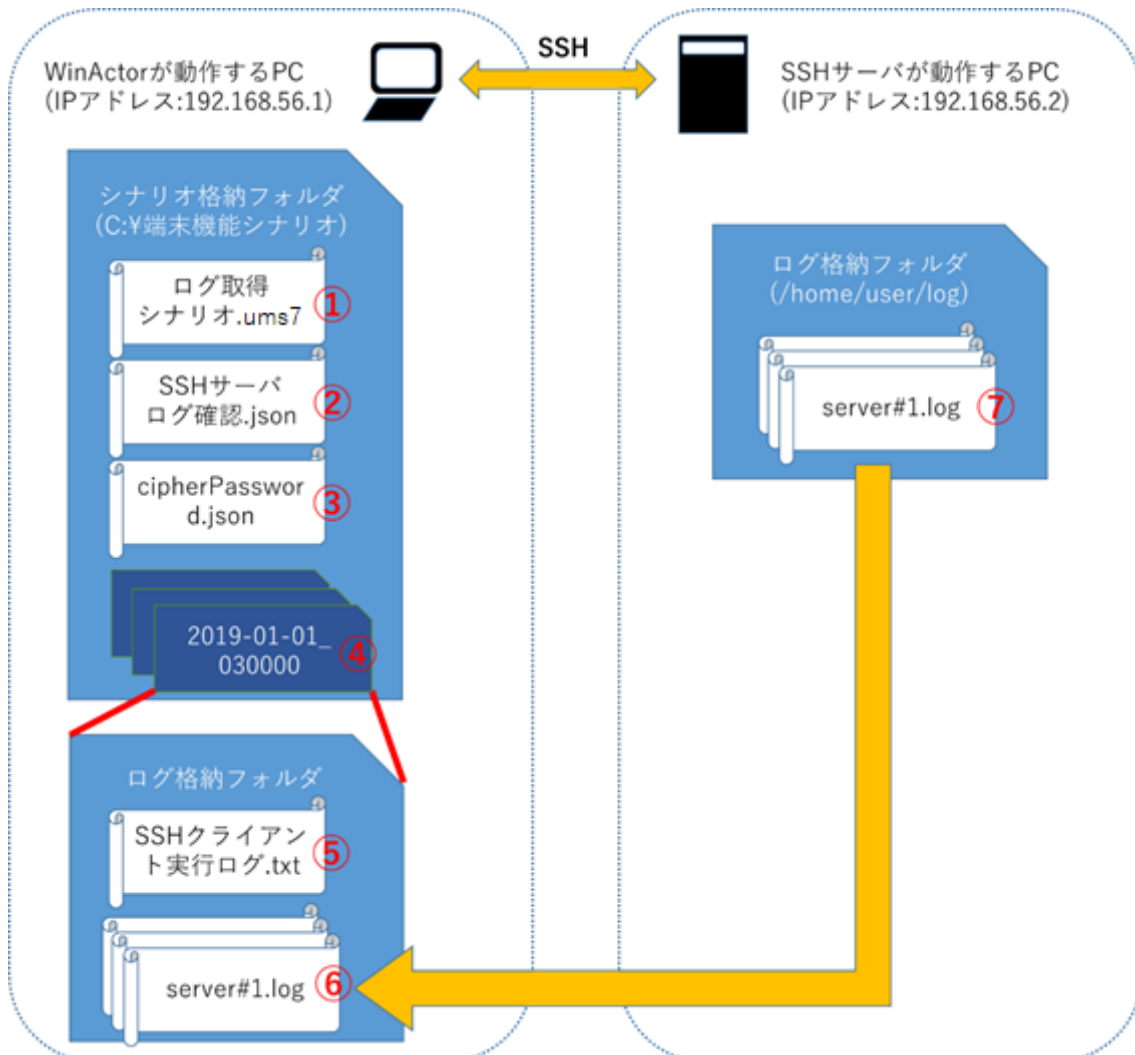 WinActorが動作するPC
(IPアドレス:192.168.56.1)
SSH
SSHサーバが動作するPC
(IPアドレス:192.168.56.2)
シナリオ格納フォルダ
(C:¥端末機能シナリオ)
ログ取得
シナリオ.ums7
①
SSHサーバ
ログ確認.json
②
cipherPasswor
d.json
③
2019-01-01_
030000
④
ログ格納フォルダ
SSHクライアン
ト実行ログ.txt
⑤
server#1.log
⑥
ログ格納フォルダ
(/home/user/log)
server#1.log
⑦